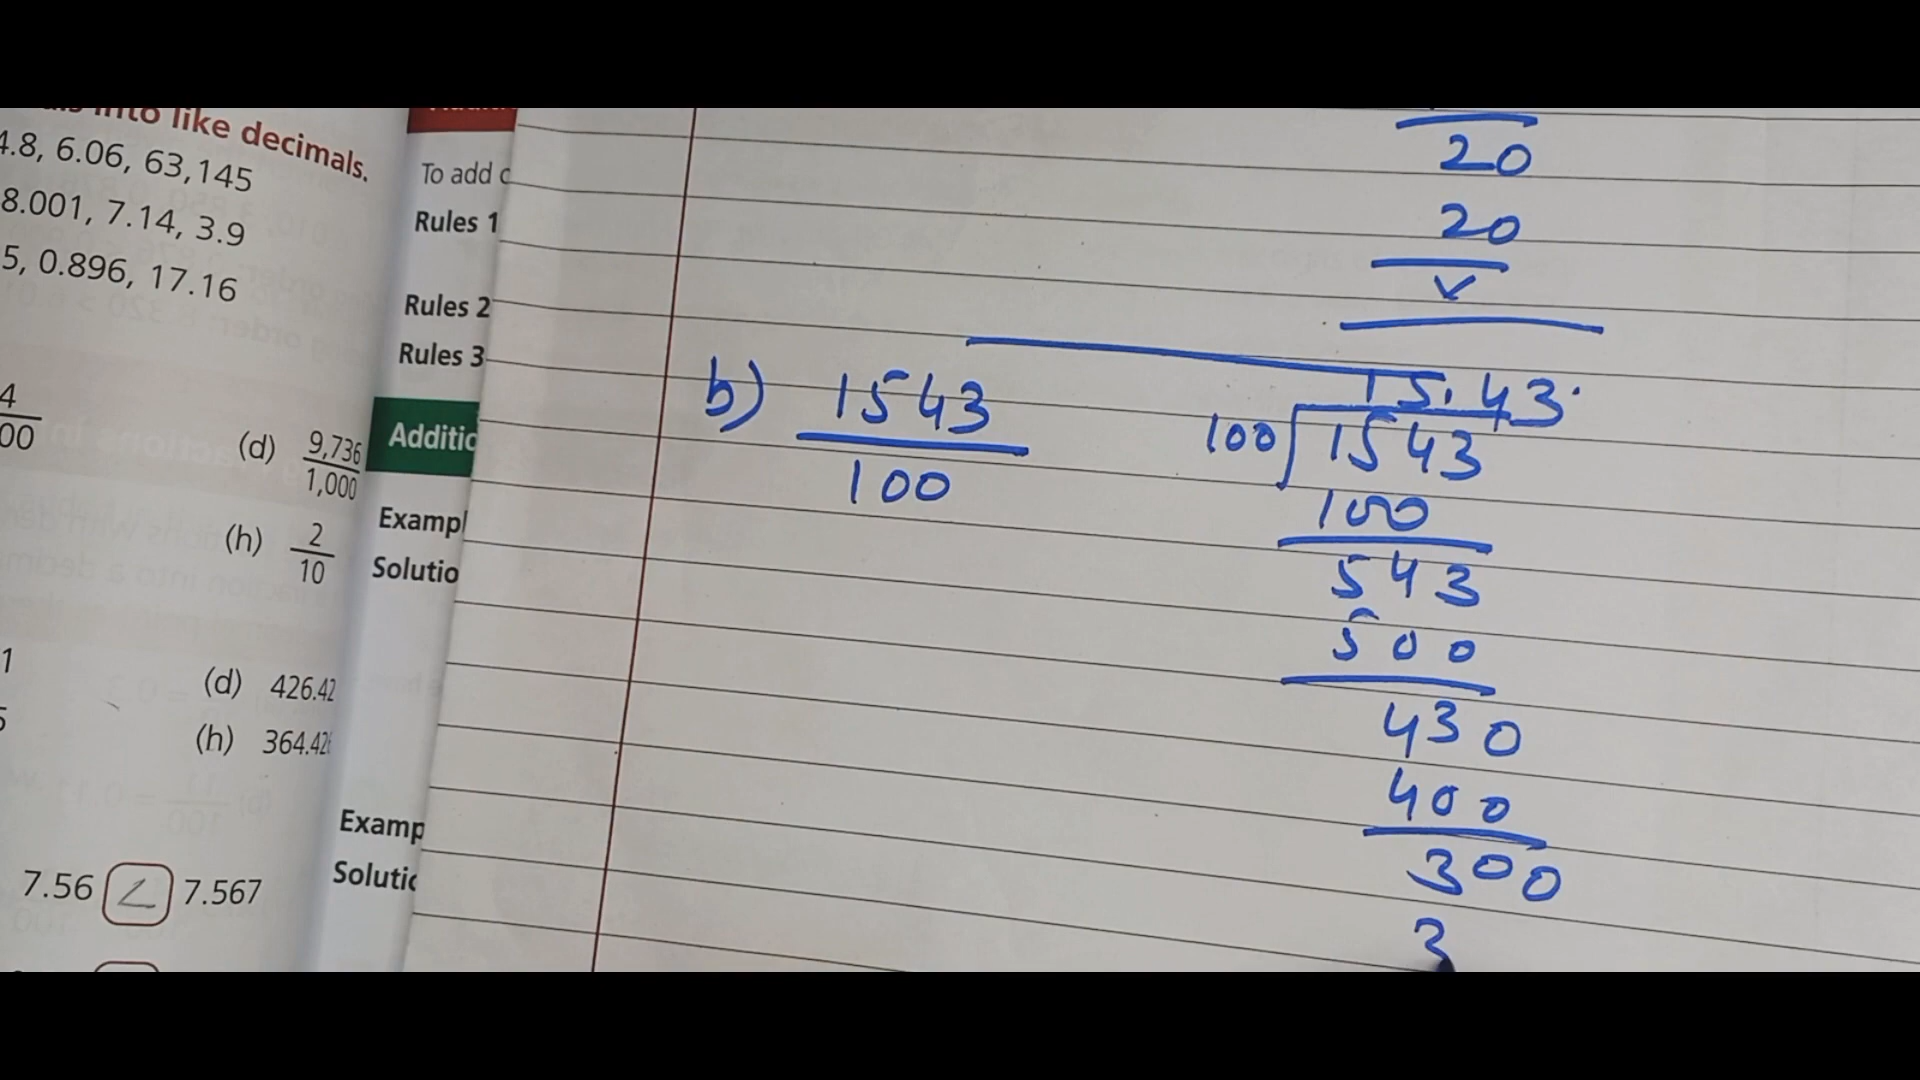 into like decimals.
4.8, 6.06, 63,145
8.001, 7.14, 3.9
5, 0.896, 17.16
4
00
(d) 9,736
1,000
(h) 2
10
1
5
(d) 426.42
(h) 364.42
7.56 < 7.567
To add
Rules 1
Rules 2
Rules 3
Additio
Exampl
Solutio
Examp
Solutio
20
20
b) 1543
100
15.43
100 1543
100
543
500
430
400
300
3